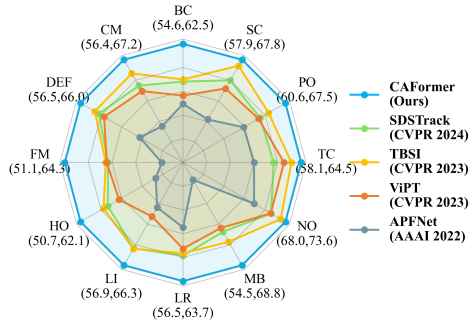 BC
(54.6,62.5)
CM
(56.4,67.2)
SC
(57.9,67.8)
DEF
(56.5,66.0)
PO
(60.6,67.5)
FM
(51.1,64.3)
TC
(58.1,64.5)
HO
(50.7,62.1)
NO
(68.0,73.6)
LI
(56.9,66.3)
MB
(54.5,68.8)
LR
(56.5,63.7)
CAFormer
(Ours)
SDSTrack
(CVPR 2024)
TBSI
(CVPR 2023)
ViPT
(CVPR 2023)
APFNet
(AAAI 2022)